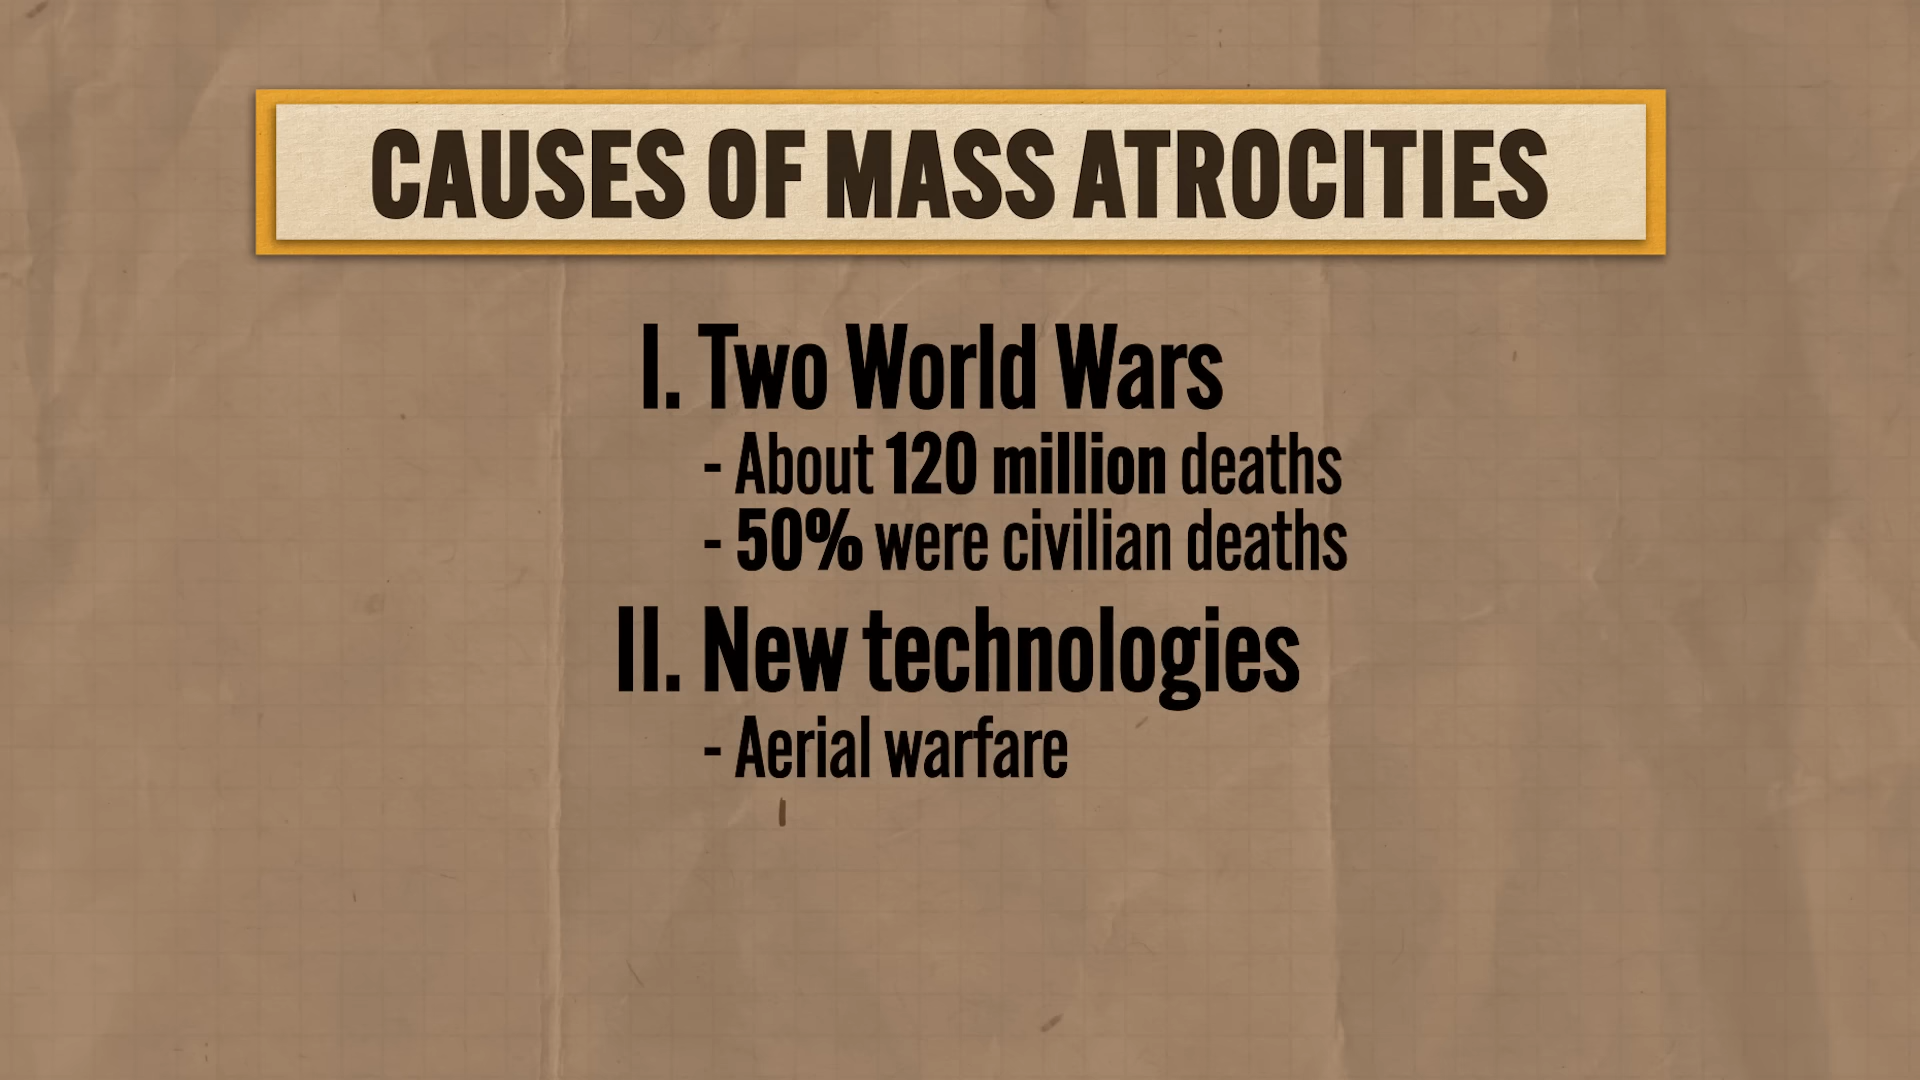 CAUSES OF MASS ATROCITIES
I. Two World Wars
- About 120 million deaths
- 50% were civilian deaths
II. New technologies
- Aerial warfare